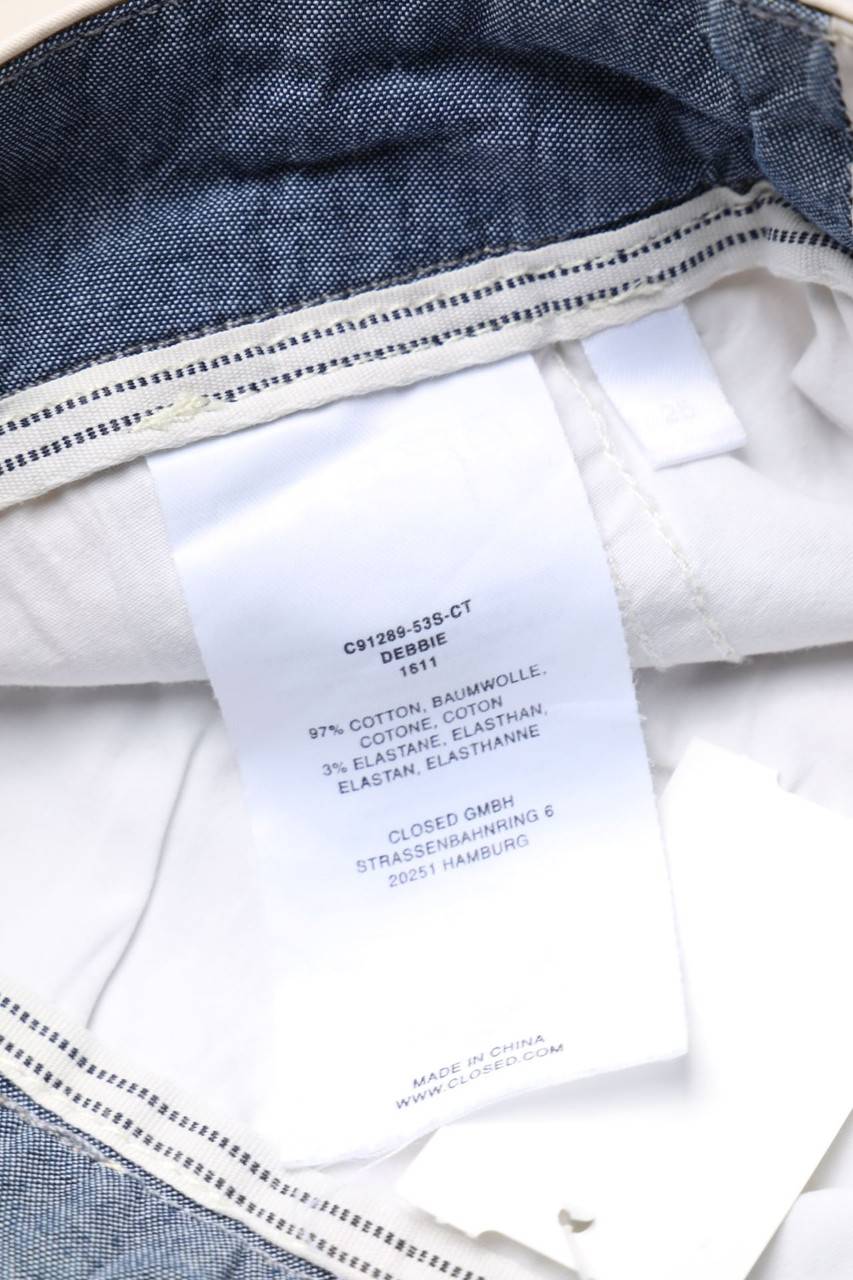 C91289-53S-CT
DEBBIE
1611
97% COTTON, BAUMWOLLE,
COTONE, COTON
3% ELASTANE, ELASTHAN,
ELASTAN, ELASTHANNE
CLOSED GMBH
STRASSENBAHNRING 6
20251 HAMBURG
MADE IN CHINA
WWW.CLOSED.COM